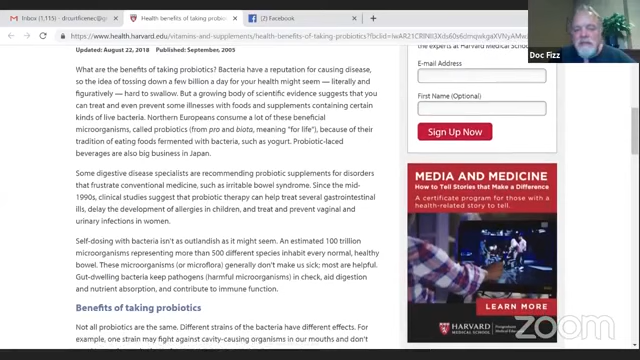 Inbox (1,115) - drcurtificenec@gm
Health benefits of taking probiot
(2) Facebook
https://www.health.harvard.edu/vitamins-and-supplements/health-benefits-of-taking-probiotics?fbclid=
Updated: August 22, 2018 Published: September, 2005
What are the benefits of taking probiotics? Bacteria have a reputation for causing disease,
so the idea of tossing down a few billion a day for your health might seem — literally and
figuratively — hard to swallow. But a growing body of scientific evidence suggests that you
can treat and even prevent some illnesses with foods and supplements containing certain
kinds of live bacteria. Northern Europeans consume a lot of these beneficial
microorganisms, called probiotics (from pro and biota, meaning "for life"), because of their
tradition of eating foods fermented with bacteria, such as yogurt. Probiotic-laced
beverages are also big business in Japan.
Some digestive disease specialists are recommending probiotic supplements for disorders
that frustrate conventional medicine, such as irritable bowel syndrome. Since the mid-
1990s, clinical studies suggest that probiotic therapy can help treat several gastrointestinal
ills, delay the development of allergies in children, and treat and prevent vaginal and
urinary infections in women.
Self-dosing with bacteria isn't as outlandish as it might seem. An estimated 100 trillion
microorganisms representing more than 500 different species inhabit every normal, healthy
bowel. These microorganisms (or microflora) generally don't make us sick; most are helpful.
Gut-dwelling bacteria keep pathogens (harmful microorganisms) in check, aid digestion
and nutrient absorption, and contribute to immune function.
Benefits of taking probiotics
Not all probiotics are the same. Different strains of the bacteria have different effects. For
example, one strain may fight against cavity-causing organisms in our mouths and don't
the experts at Harvard Medical School
E-mail Address
First Name (Optional)
Sign Up Now
MEDIA AND MEDICINE
How to Tell Stories that Make a Difference
A certificate program for those with a
health-related story to tell.
LEARN MORE
HARVARD
MEDICAL SCHOOL
Doc Fizz
zoom